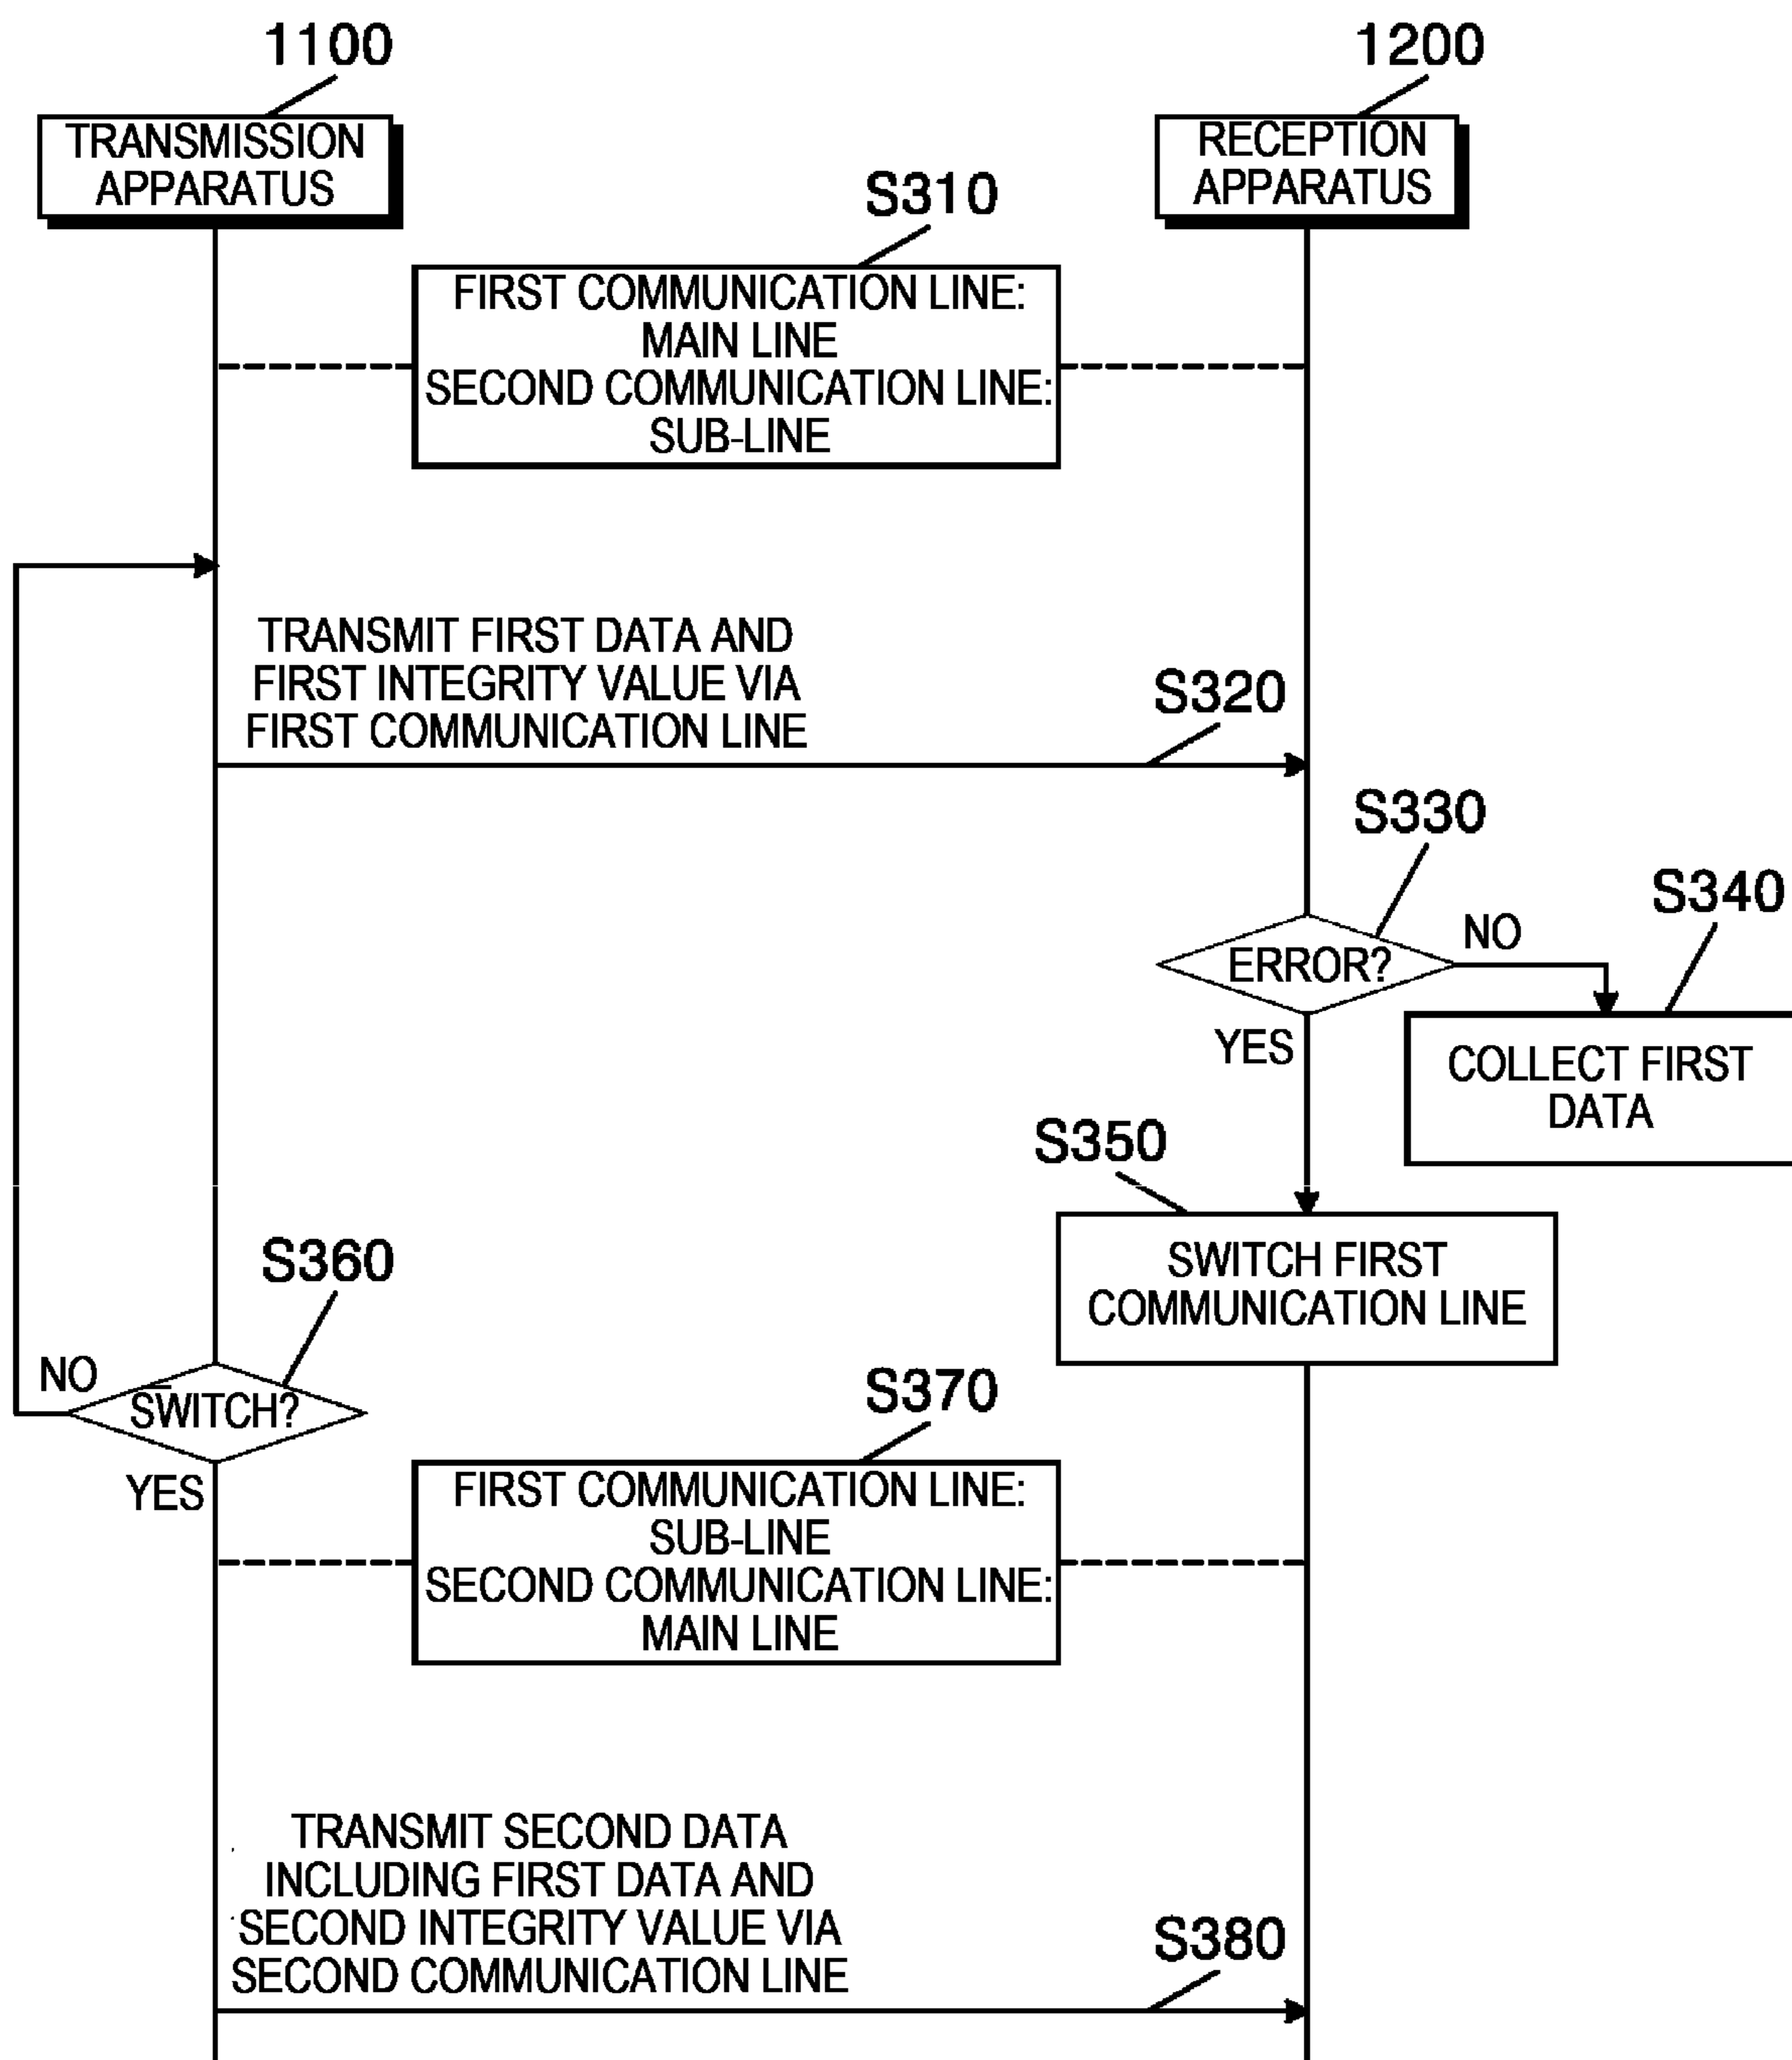 1100
1200
TRANSMISSION
APPARATUS
RECEPTION
APPARATUS
S310
FIRST COMMUNICATION LINE:
MAIN LINE
SECOND COMMUNICATION LINE:
SUB-LINE
TRANSMIT FIRST DATA AND
FIRST INTEGRITY VALUE VIA
FIRST COMMUNICATION LINE
S320
S330
S340
ERROR?
NO
YES
COLLECT FIRST
DATA
S350
SWITCH FIRST
COMMUNICATION LINE
S360
NO
SWITCH?
YES
S370
FIRST COMMUNICATION LINE:
SUB-LINE
SECOND COMMUNICATION LINE:
MAIN LINE
TRANSMIT SECOND DATA
INCLUDING FIRST DATA AND
SECOND INTEGRITY VALUE VIA
SECOND COMMUNICATION LINE
S380